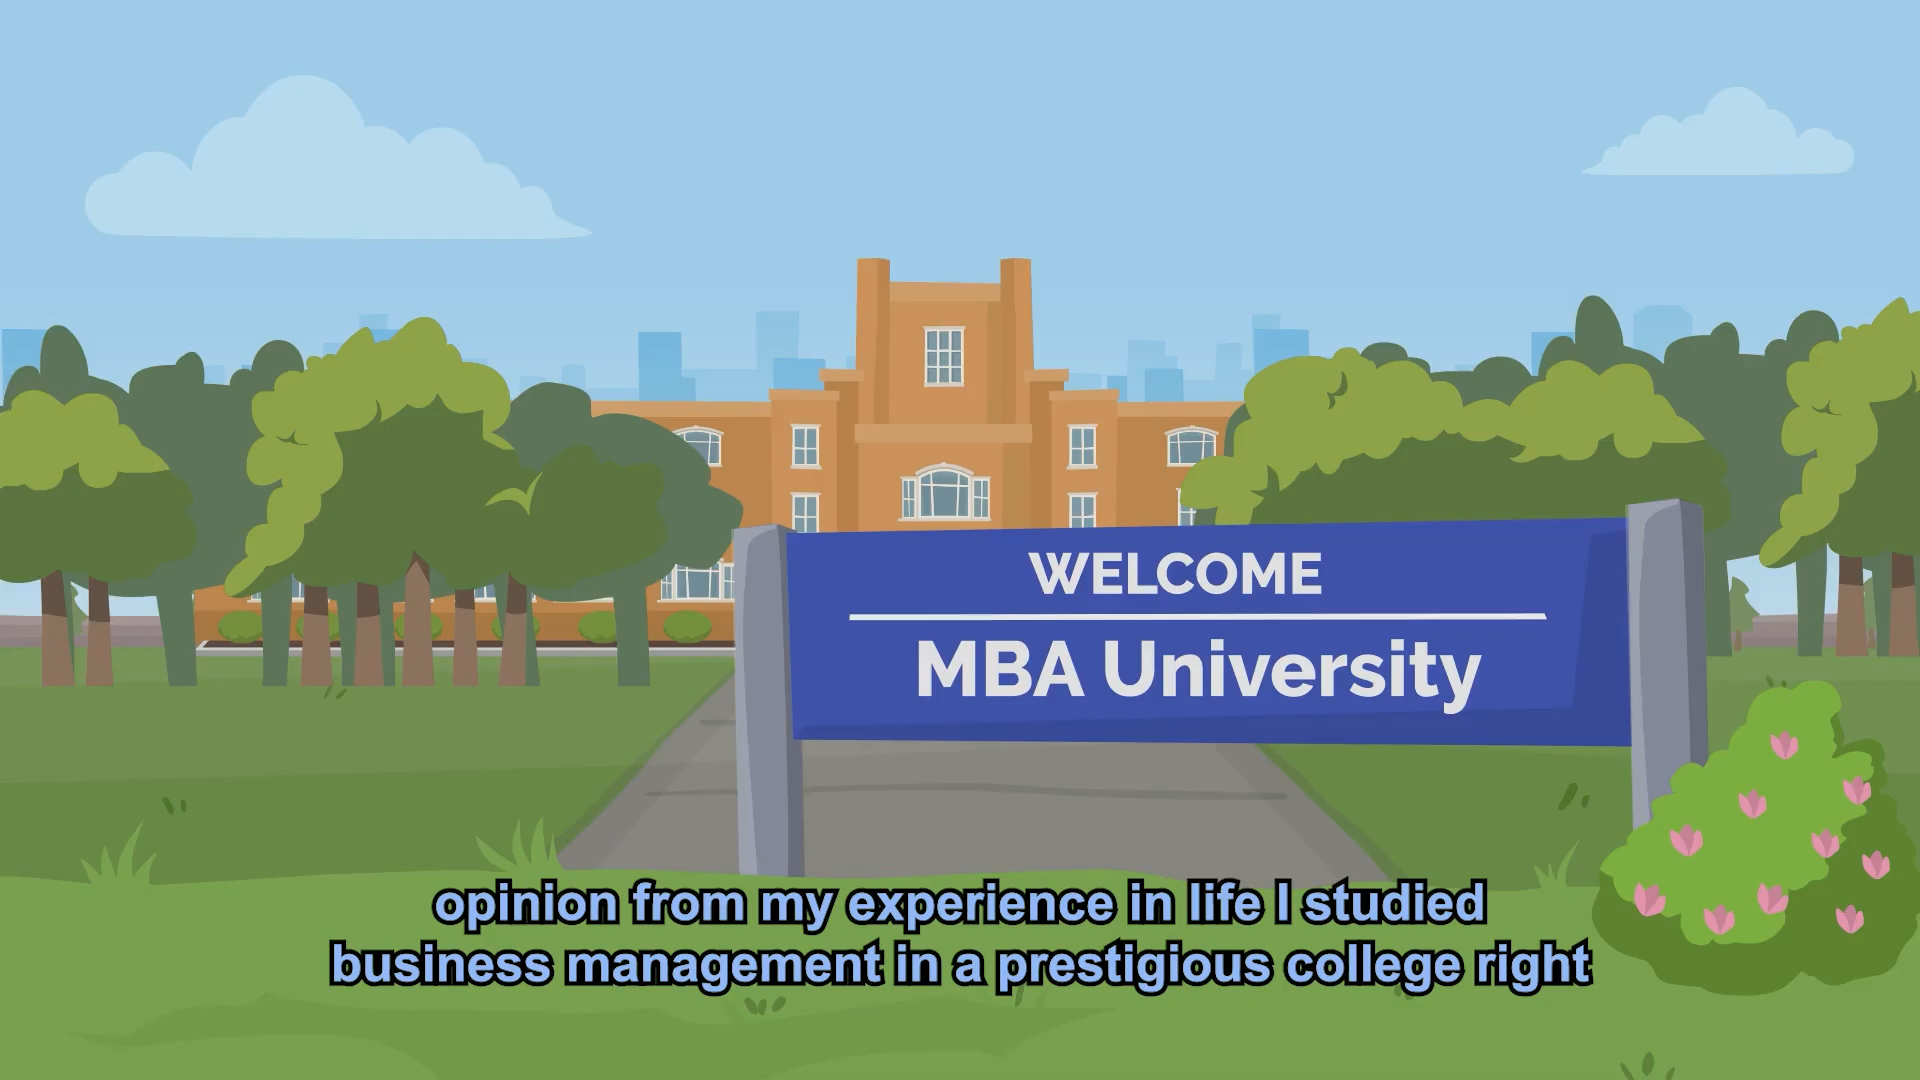 WELCOME
MBA University
opinion from my experience in life I studied
business management in a prestigious college right